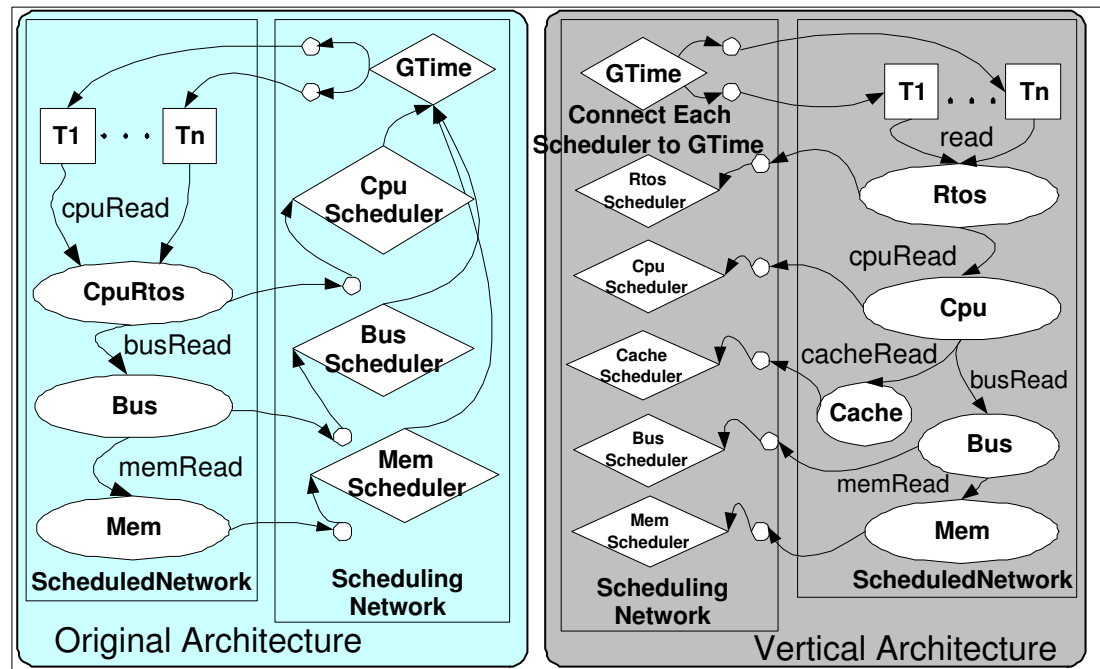 GTime
T1 . . . Tn
Cpu
Scheduler
cpuRead
CpuRtos
busRead
Bus
Scheduler
Bus
memRead
Mem
Scheduler
Mem
ScheduledNetwork
Scheduling
Network
Original Architecture
GTime
Connect Each
Scheduler to GTime
T1 . . . Tn
read
Rtos
Scheduler
Rtos
cpuRead
Cpu
Scheduler
Cpu
cacheRead
busRead
Cache
Scheduler
Cache
Bus
Scheduler
Bus
memRead
Mem
Scheduler
Mem
Scheduling
Network
ScheduledNetwork
Vertical Architecture